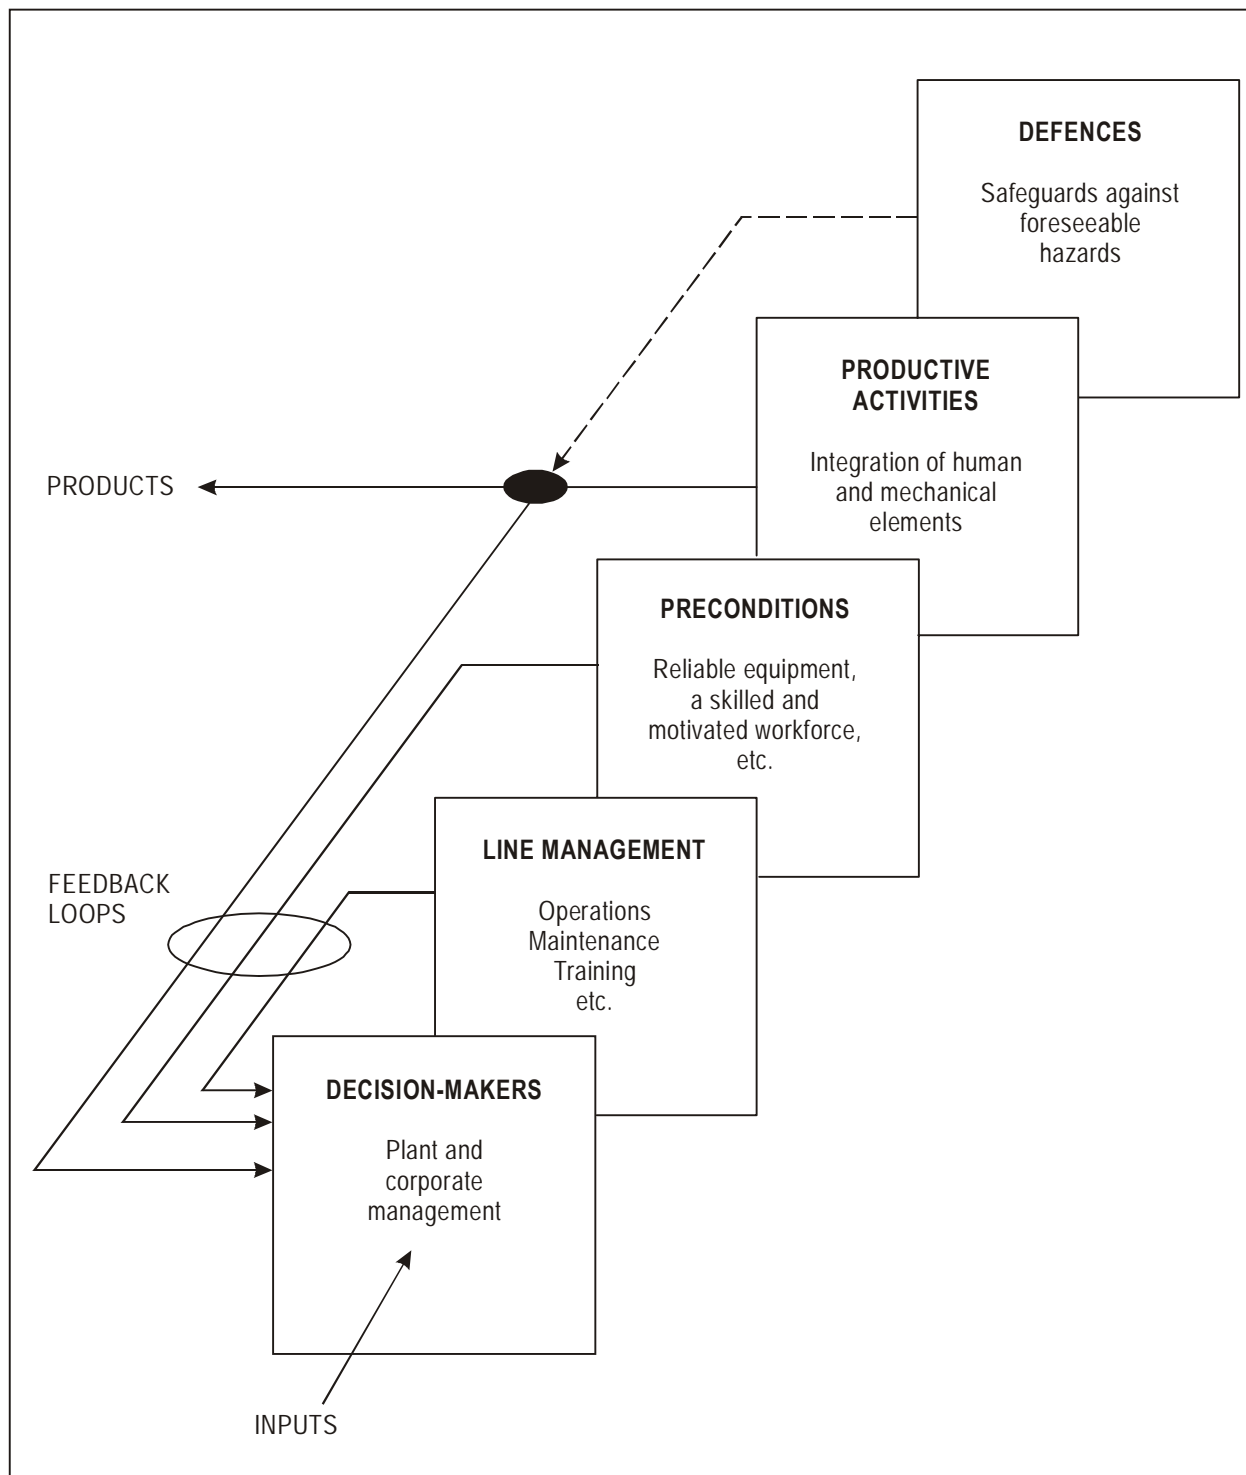 DEFENCES
Safeguards against
foreseeable
hazards
PRODUCTIVE
ACTIVITIES
Integration of human
and mechanical
elements
PRODUCTS
PRECONDITIONS
Reliable equipment,
a skilled and
motivated workforce,
etc.
LINE MANAGEMENT
Operations
Maintenance
Training
etc.
FEEDBACK
LOOPS
DECISION-MAKERS
Plant and
corporate
management
INPUTS